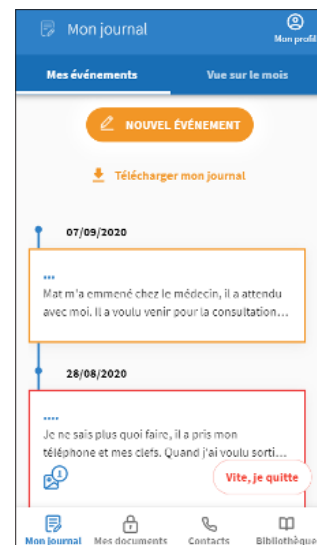 Mon journal
Mon profil
Mes événements
Vue sur le mois
NOUVEL ÉVÉNEMENT
Télécharger mon journal
07/09/2020
...
Mat m'a emmené chez le médecin, il a attendu
avec moi. Il a voulu venir pour la consultation...
28/08/2020
....
Je ne sais plus quoi faire, il a pris mon
téléphone et mes clefs. Quand j'ai voulu sorti...
1
Vite, je quitte
Mon journal
Mes documents
Contacts
Bibliothèque